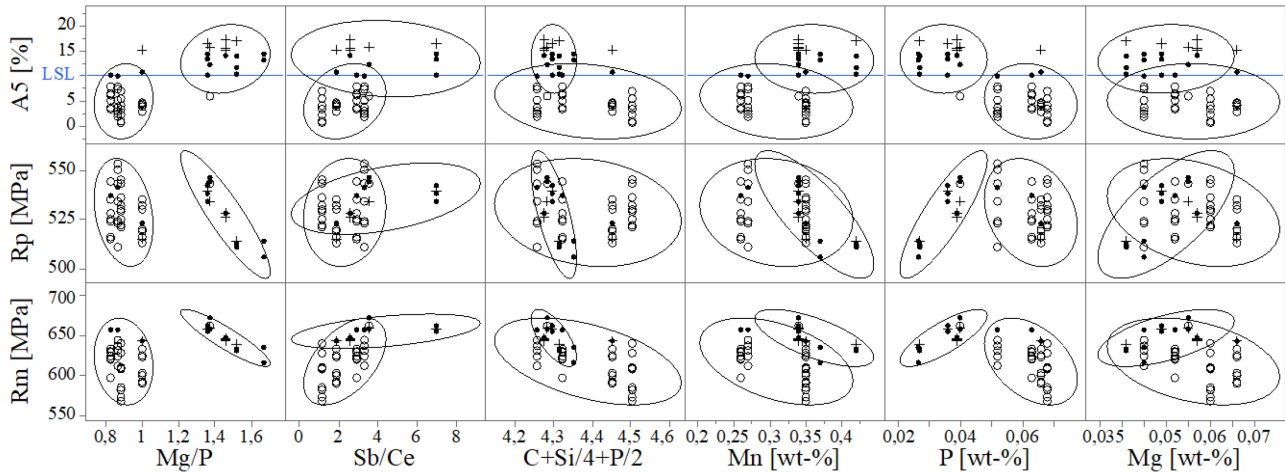 A5 [%]
20
15
LSL
5
0
Rp [MPa]
550
525
500
Rm [MPa]
700
650
600
550
0,8 1 1,2 1,4 1,6
0 2 4 6 8
4,2 4,3 4,4 4,5 4,6
0,2 0,25 0,3 0,35 0,4
0,02 0,04 0,06
0,035 0,05 0,06 0,07
Mg/P
Sb/Ce
C+Si/4+P/2
Mn [wt-%]
P [wt-%]
Mg [wt-%]